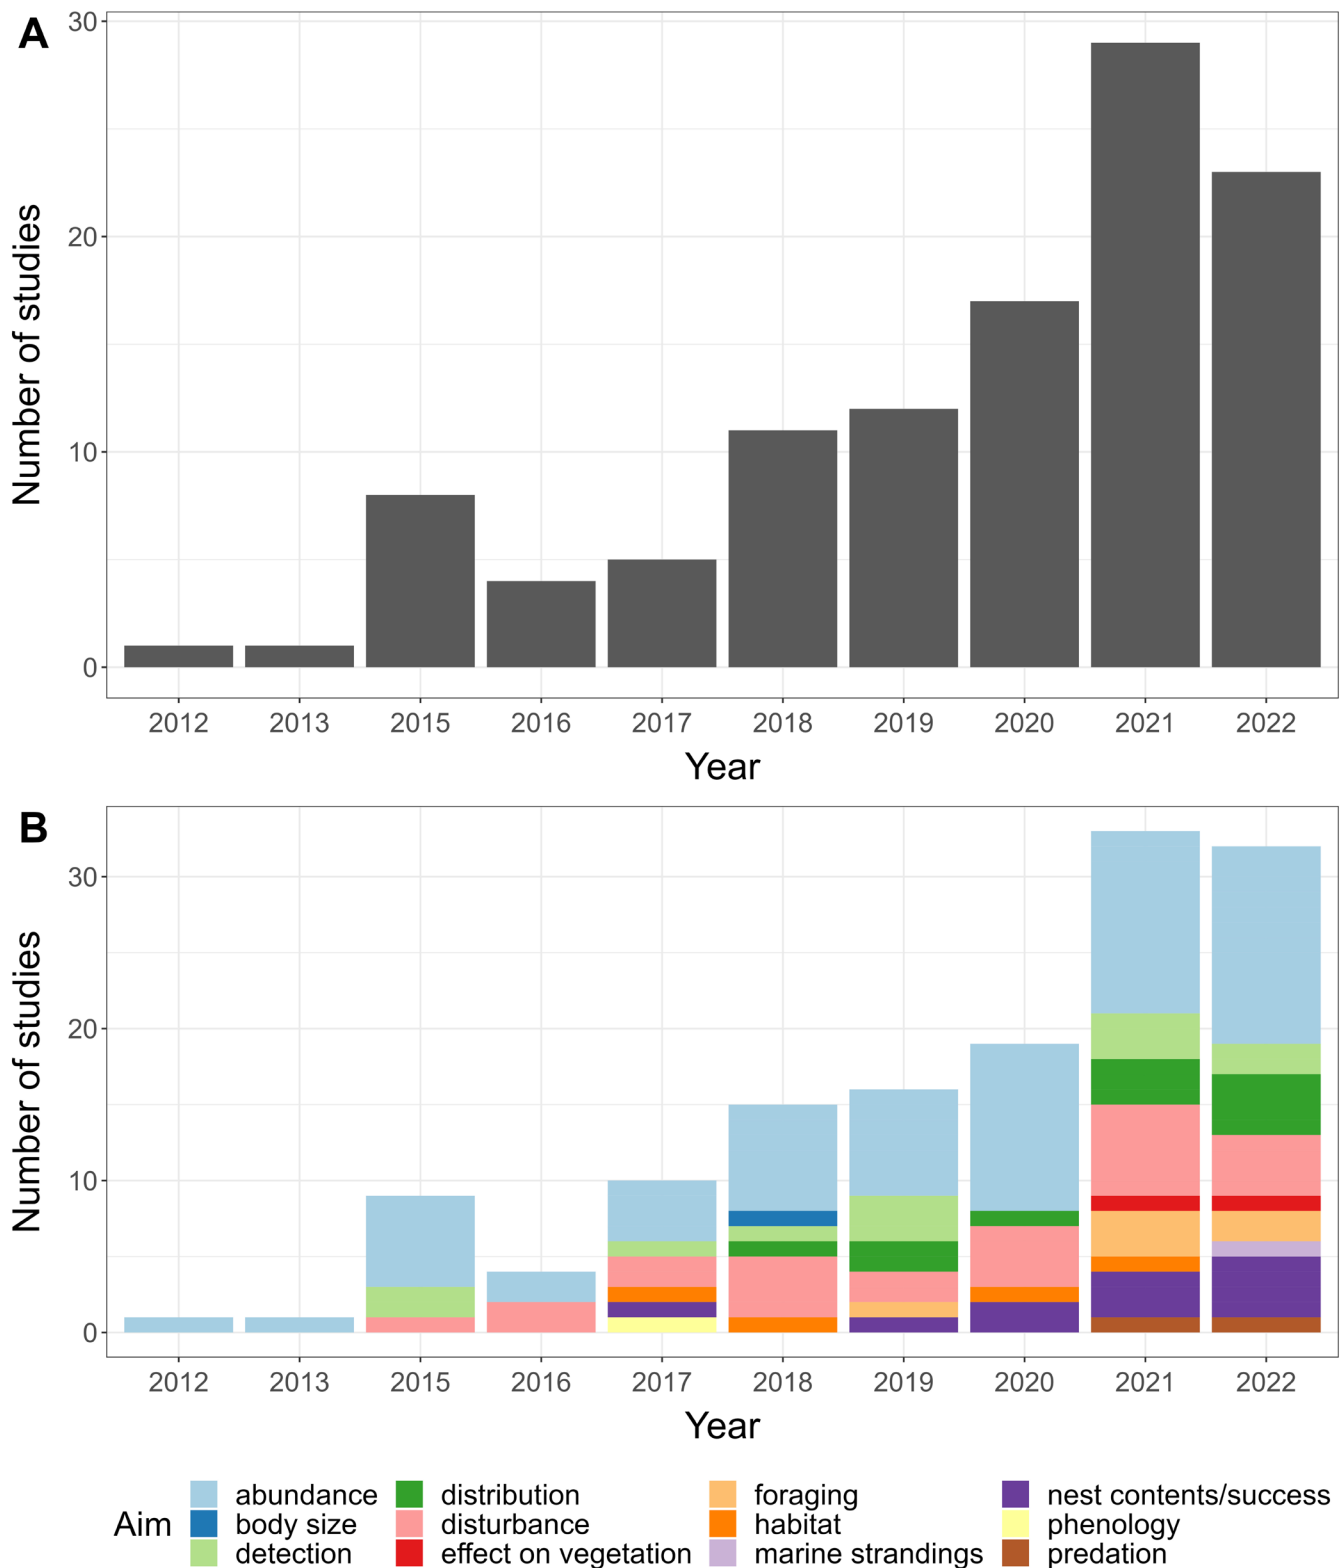 A
Number of studies
30
20
10
0
2012 2013 2015 2016 2017 2018 2019 2020 2021 2022
Year
B
Number of studies
30
20
10
0
2012 2013 2015 2016 2017 2018 2019 2020 2021 2022
Year
Aim
abundance distribution foraging nest contents/success
body size disturbance habitat phenology
detection effect on vegetation marine strandings predation